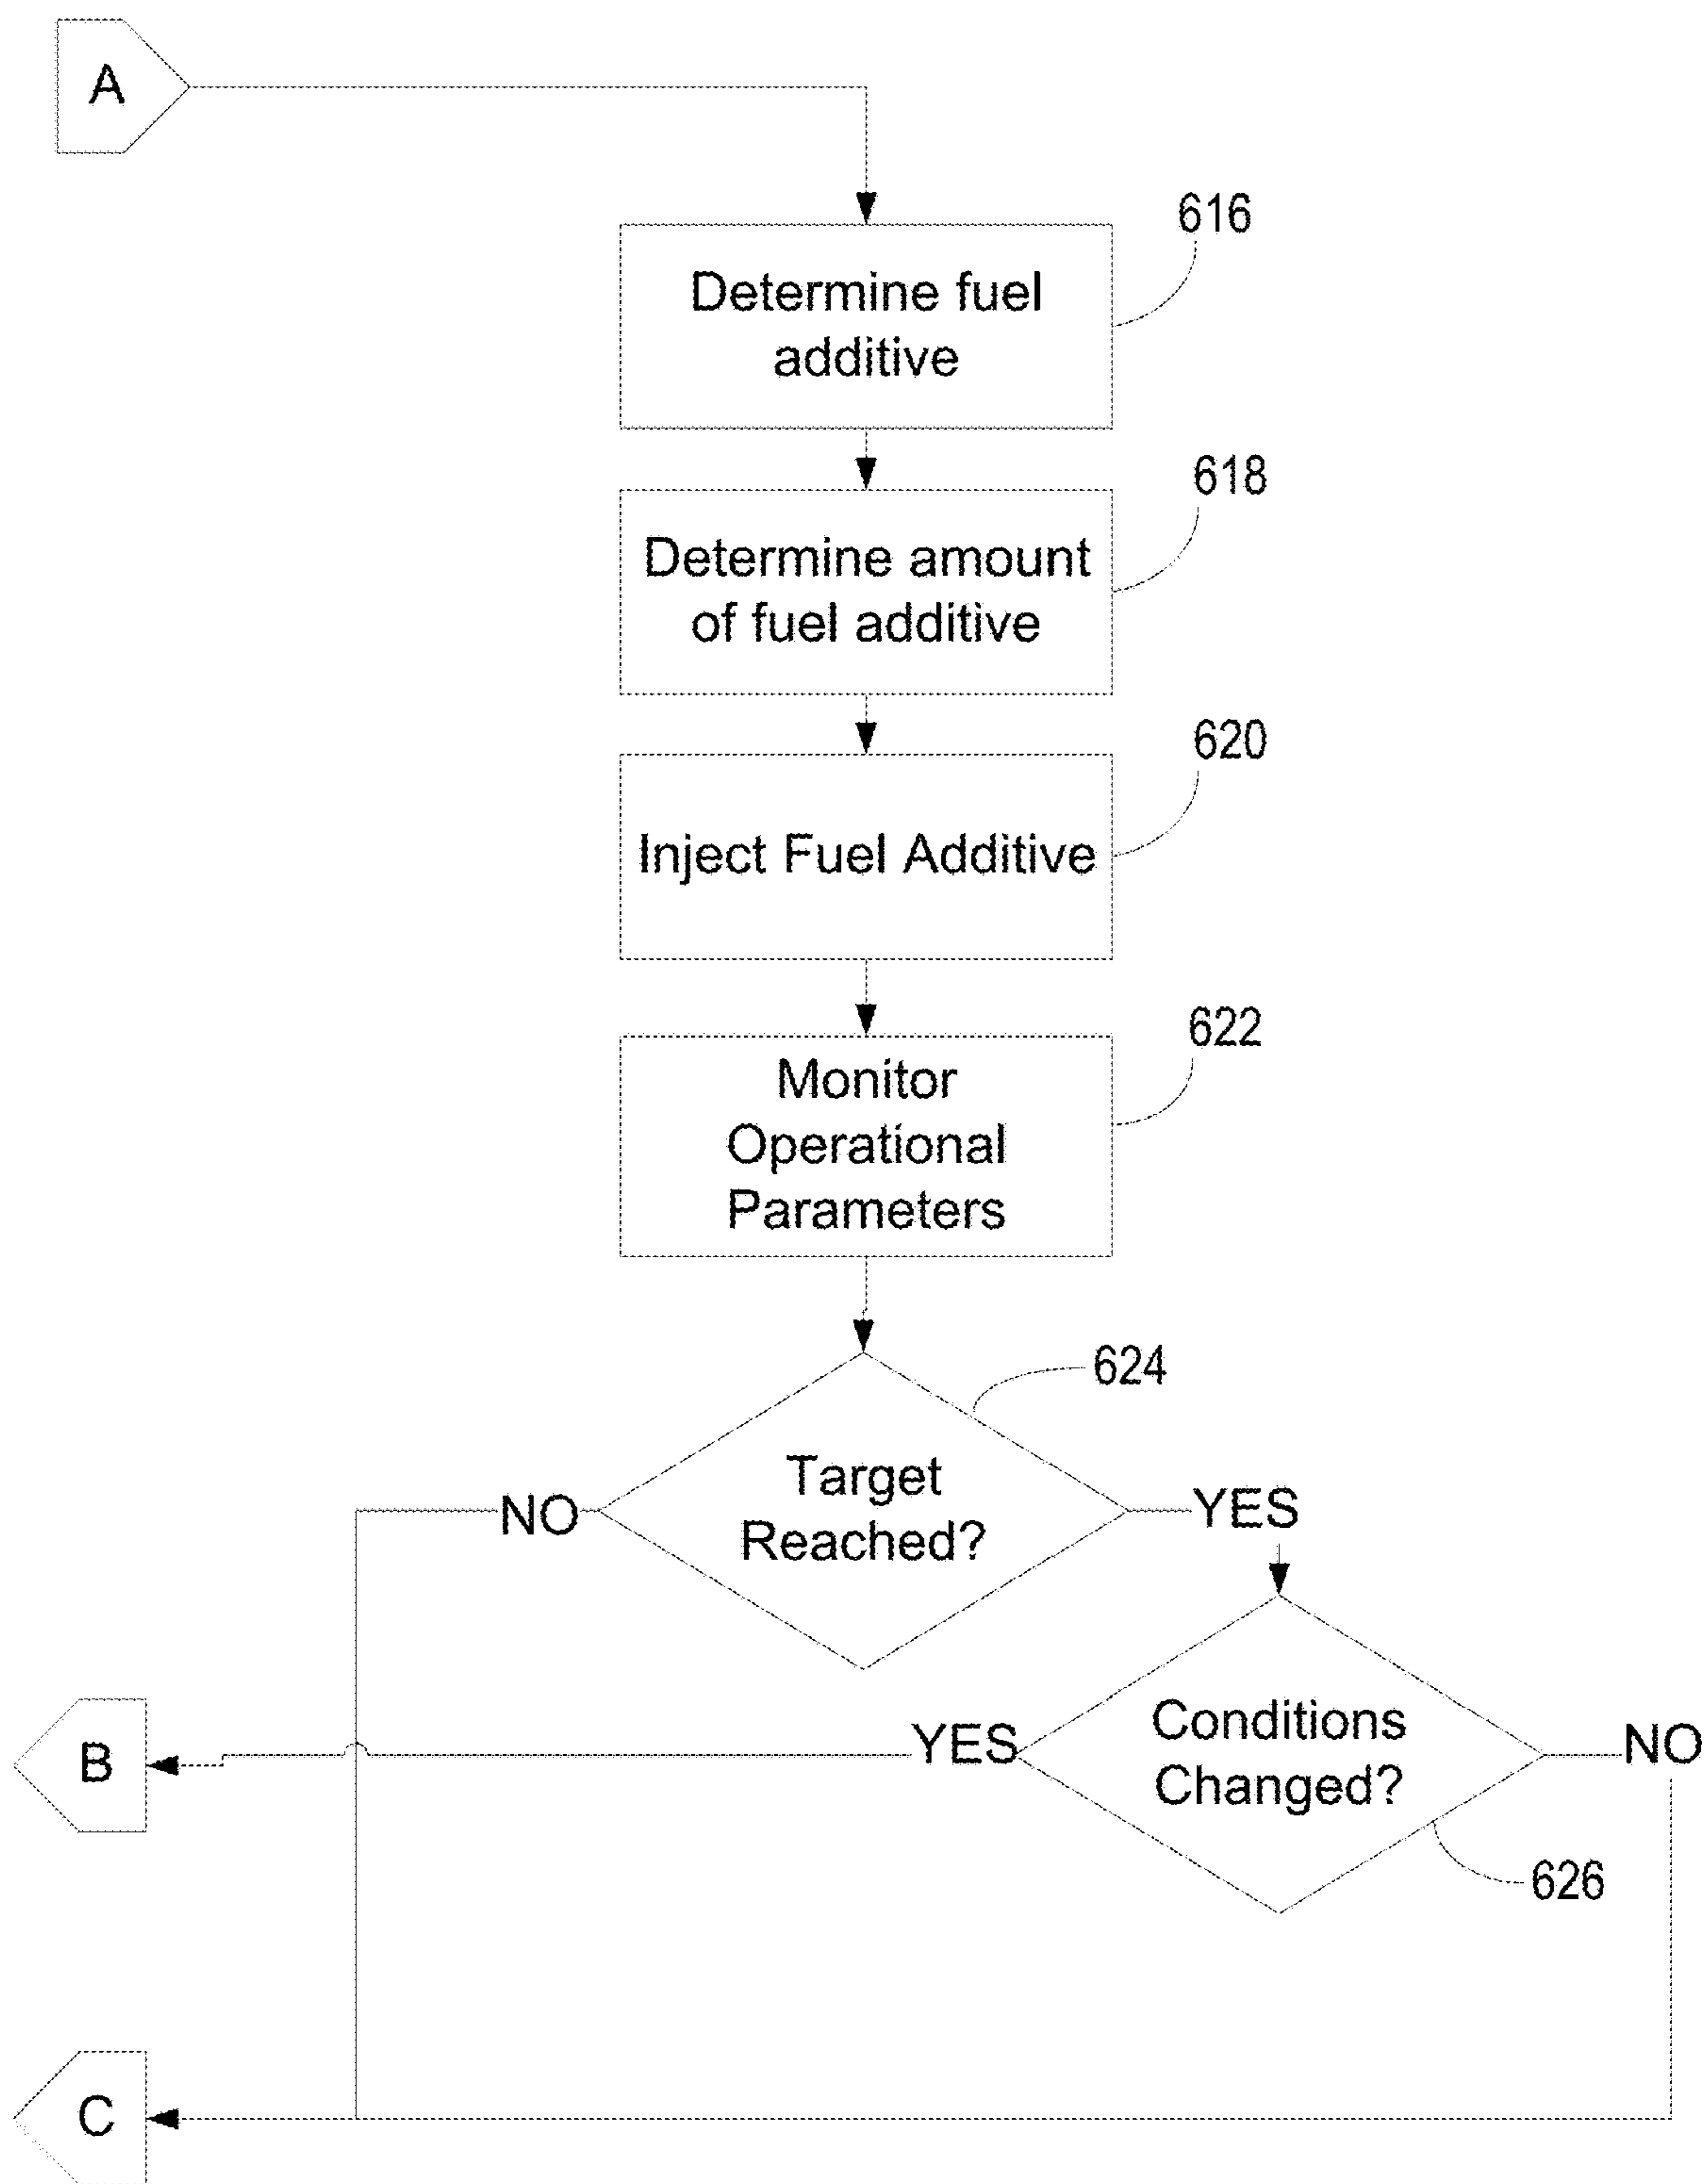 A
616
Determine fuel
additive
618
Determine amount
of fuel additive
620
Inject Fuel Additive
622
Monitor
Operational
Parameters
624
Target
Reached?
NO
YES
Conditions
Changed?
YES
NO
B
626
C